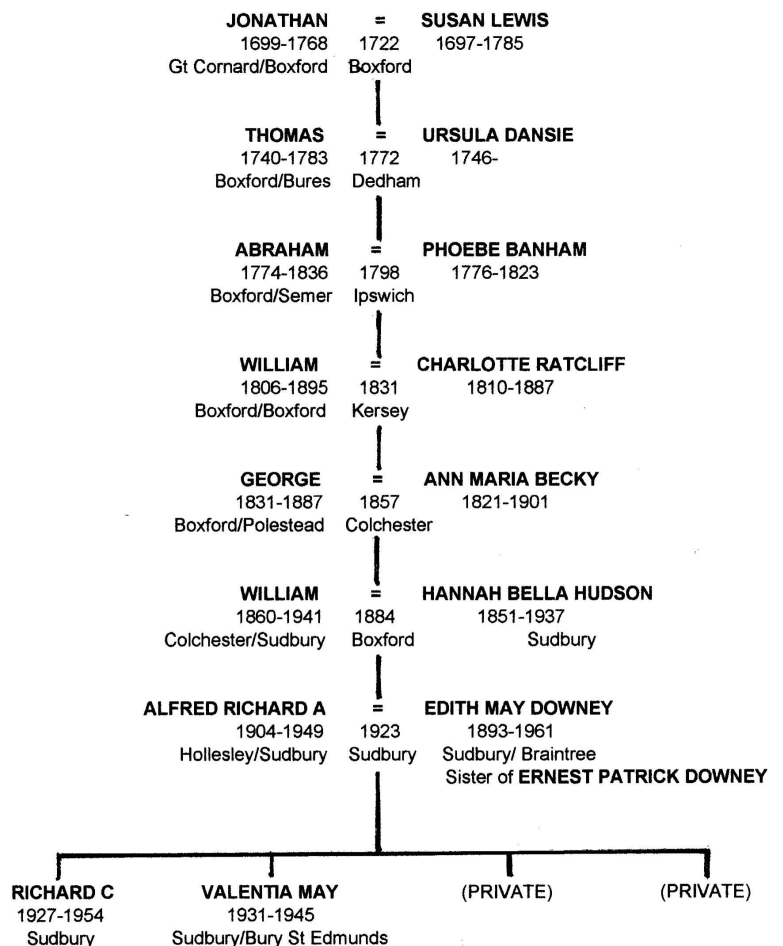 JONATHAN = SUSAN LEWIS
1699-1768 1722 1697-1785
Gt Cornard/Boxford Boxford
THOMAS = URSULA DANSIE
1740-1783 1772 1746-
Boxford/Bures Dedham
ABRAHAM = PHOEBE BANHAM
1774-1836 1798 1776-1823
Boxford/Semer Ipswich
WILLIAM = CHARLOTTE RATCLIFF
1806-1895 1831 1810-1887
Boxford/Boxford Kersey
GEORGE = ANN MARIA BECKY
1831-1887 1857 1821-1901
Boxford/Polestead Colchester
WILLIAM = HANNAH BELLA HUDSON
1860-1941 1884 1851-1937
Colchester/Sudbury Boxford Sudbury
ALFRED RICHARD A = EDITH MAY DOWNEY
1904-1949 1923 1893-1961
Hollesley/Sudbury Sudbury Sudbury/ Braintree
Sister of ERNEST PATRICK DOWNEY
RICHARD C VALENTIA MAY (PRIVATE) (PRIVATE)
1927-1954 1931-1945
Sudbury Sudbury/Bury St Edmunds